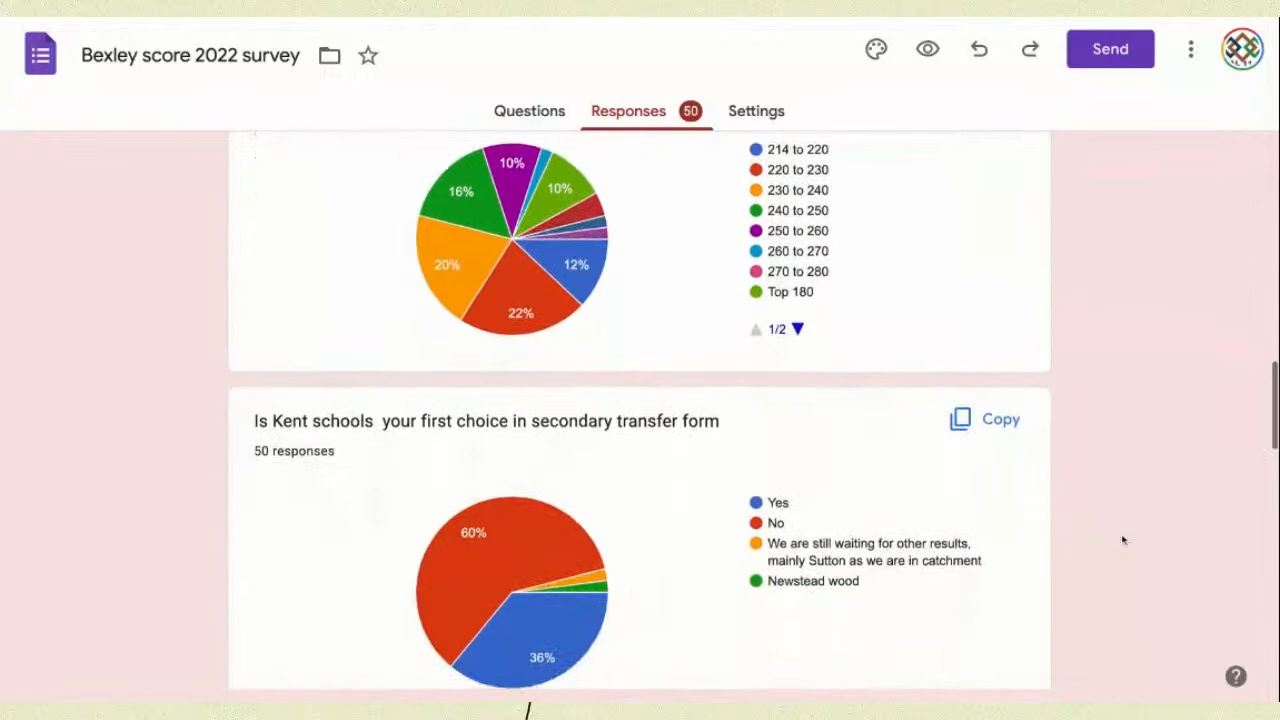 Bexley score 2022 survey
Send
Questions Responses 50 Settings
10%
16%
10%
20%
12%
22%
214 to 220
220 to 230
230 to 240
240 to 250
250 to 260
260 to 270
270 to 280
Top 180
1/2
Is Kent schools your first choice in secondary transfer form
Copy
50 responses
60%
36%
Yes
No
We are still waiting for other results,
mainly Sutton as we are in catchment
Newstead wood